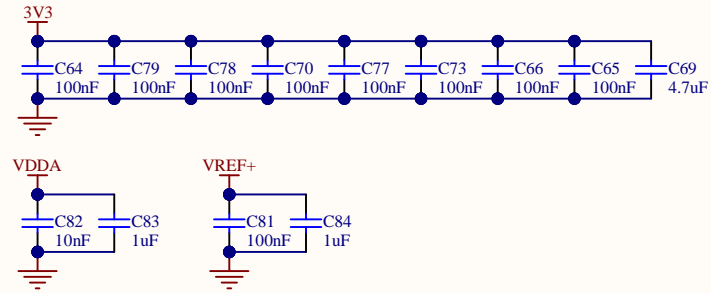 3V3
C64 C79 C78 C70 C77 C73 C66 C65 C69
100nF 100nF 100nF 100nF 100nF 100nF 100nF 100nF 4.7uF
VDDA VREF+
C82 C83 C81 C84
10nF 1uF 100nF 1uF